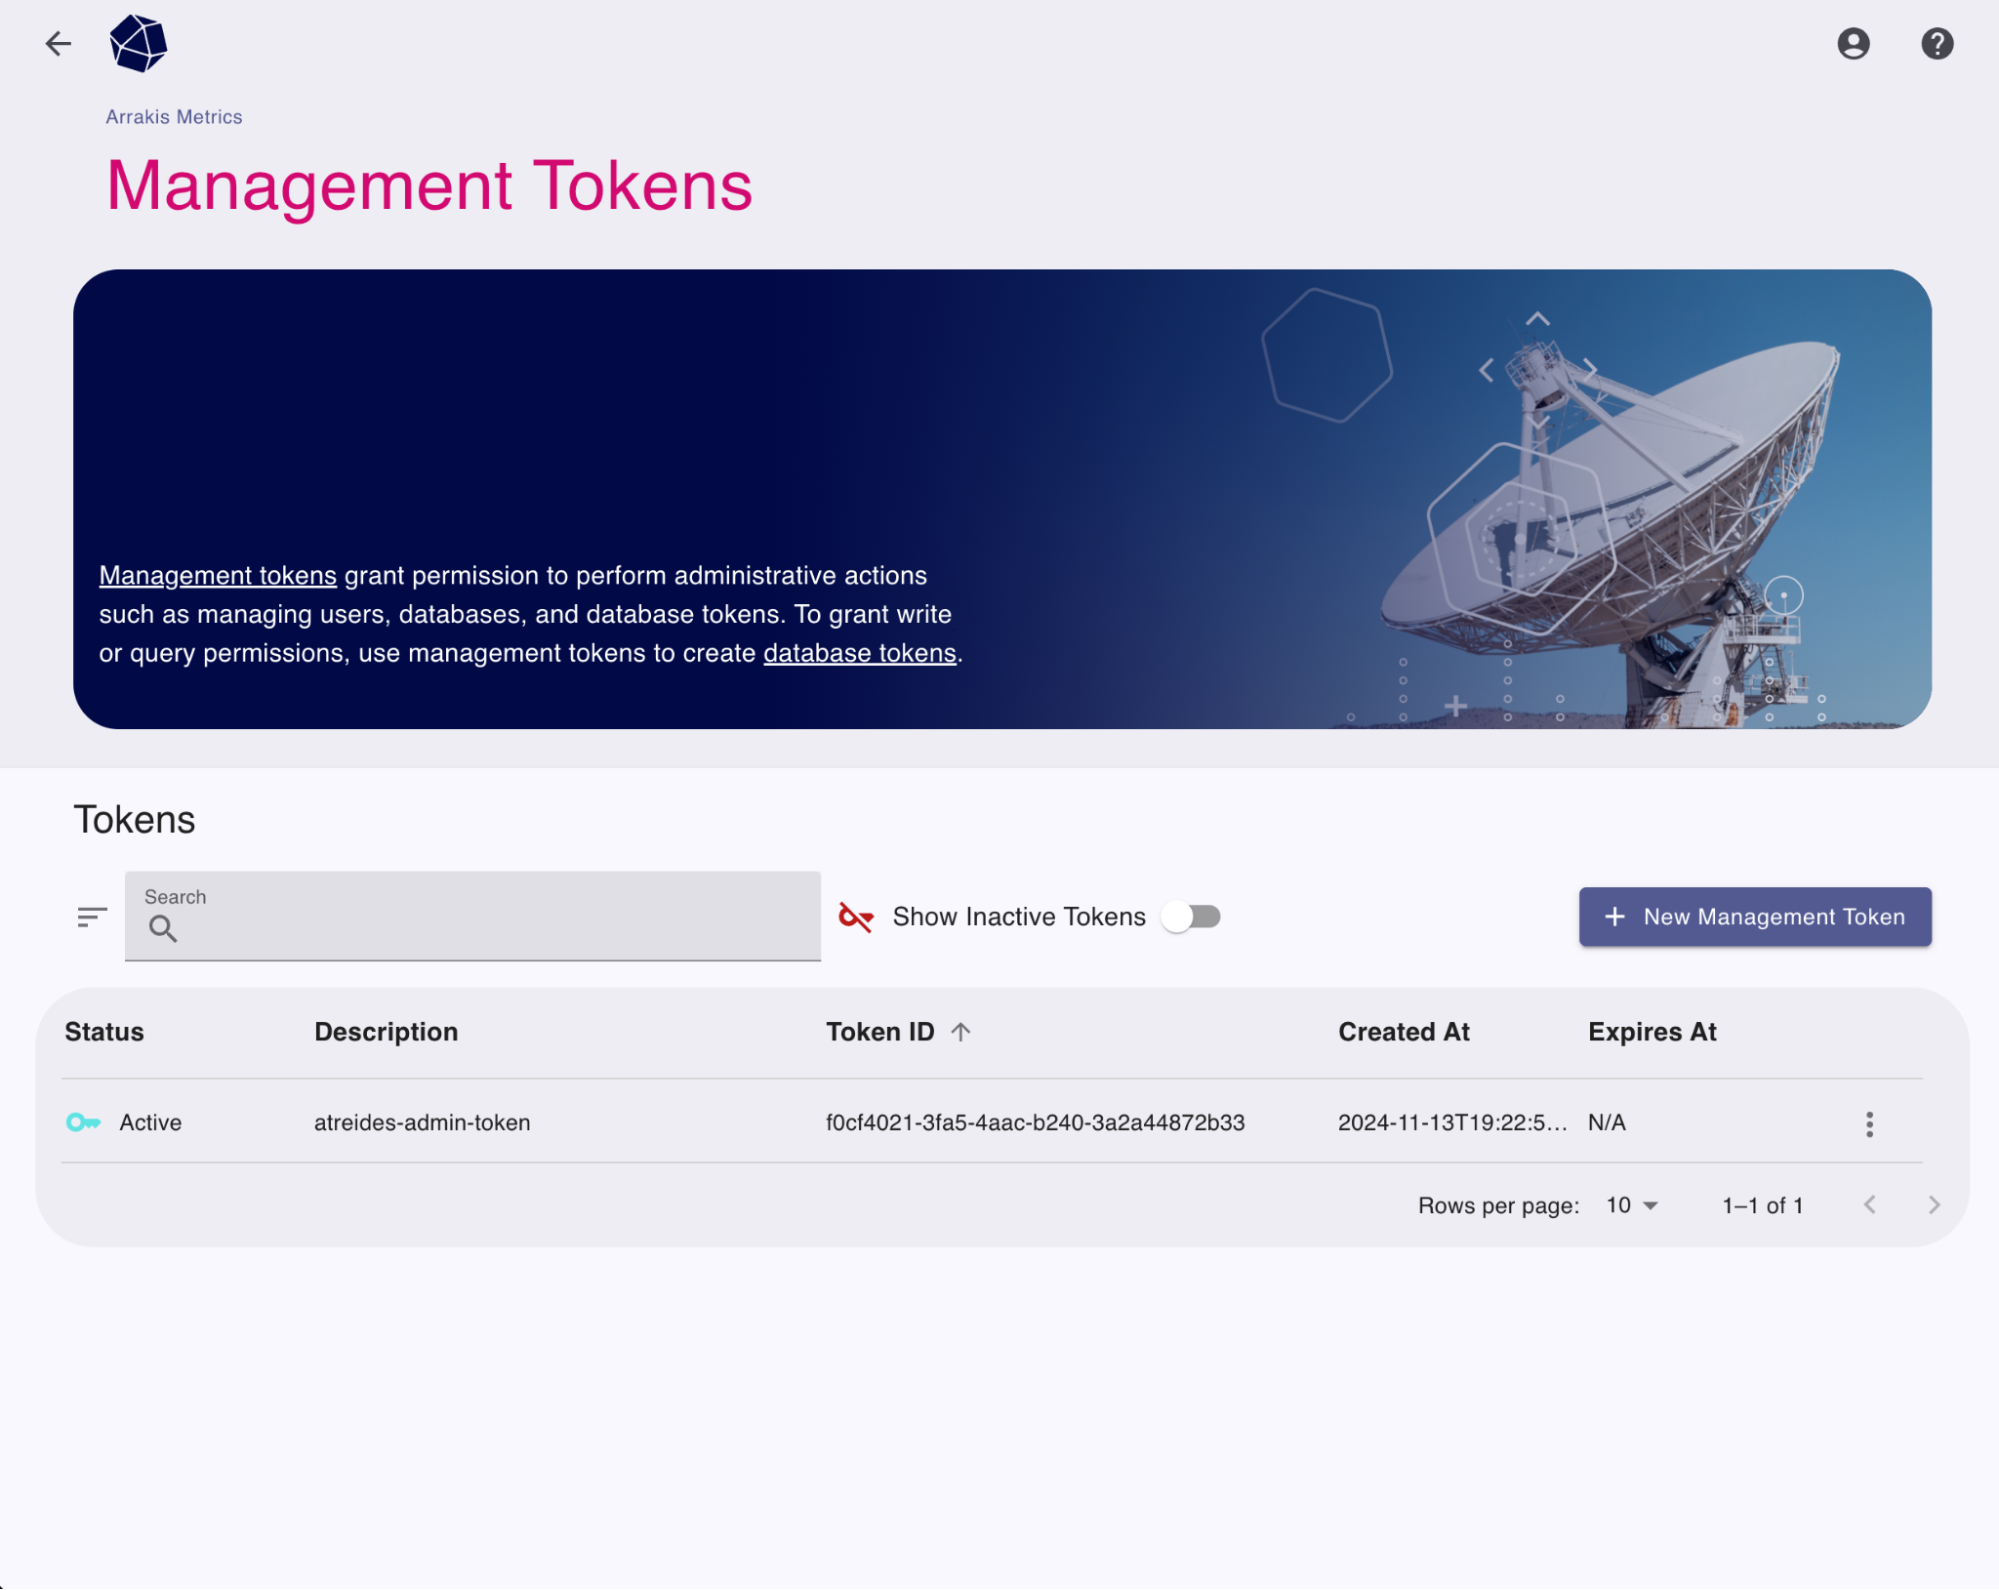 Arrakis Metrics
Management Tokens
Management tokens grant permission to perform administrative actions
such as managing users, databases, and database tokens. To grant write
or query permissions, use management tokens to create database tokens.
Tokens
Search
Show Inactive Tokens
+ New Management Token
Status Description Token ID Created At Expires At
Active atreides-admin-token f0cf4021-3fa5-4aac-b240-3a2a44872b33 2024-11-13T19:22:5... N/A
Rows per page: 10 1–1 of 1